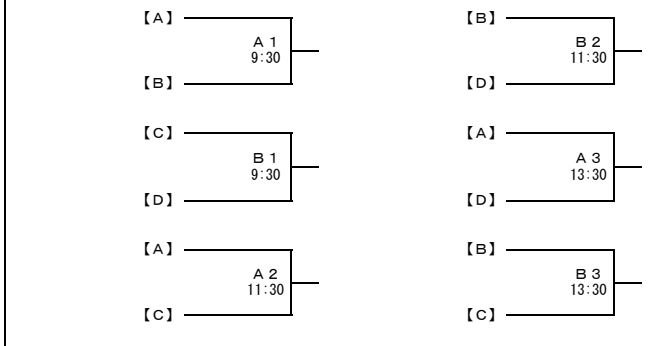 【A】
A 1
9:30
【B】
【C】
B 1
9:30
【D】
【A】
A 2
11:30
【C】
【B】
B 2
11:30
【D】
【A】
A 3
13:30
【D】
【B】
B 3
13:30
【C】